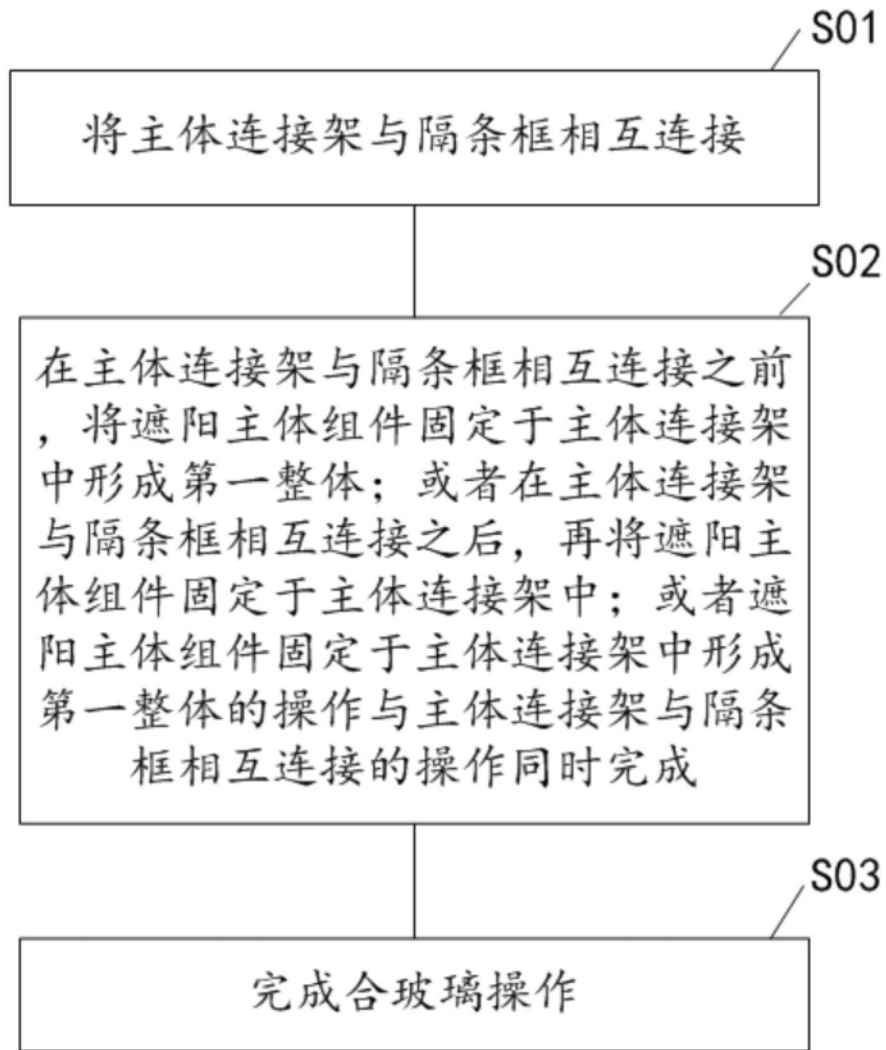 S01
将主体连接架与隔条框相互连接
S02
在主体连接架与隔条框相互连接之前
，将遮阳主体组件固定于主体连接架
中形成第一整体；或者在主体连接架
与隔条框相互连接之后，再将遮阳主
体组件固定于主体连接架中；或者遮
阳主体组件固定于主体连接架中形成
第一整体的操作与主体连接架与隔条
框相互连接的操作同时完成
S03
完成合玻璃操作